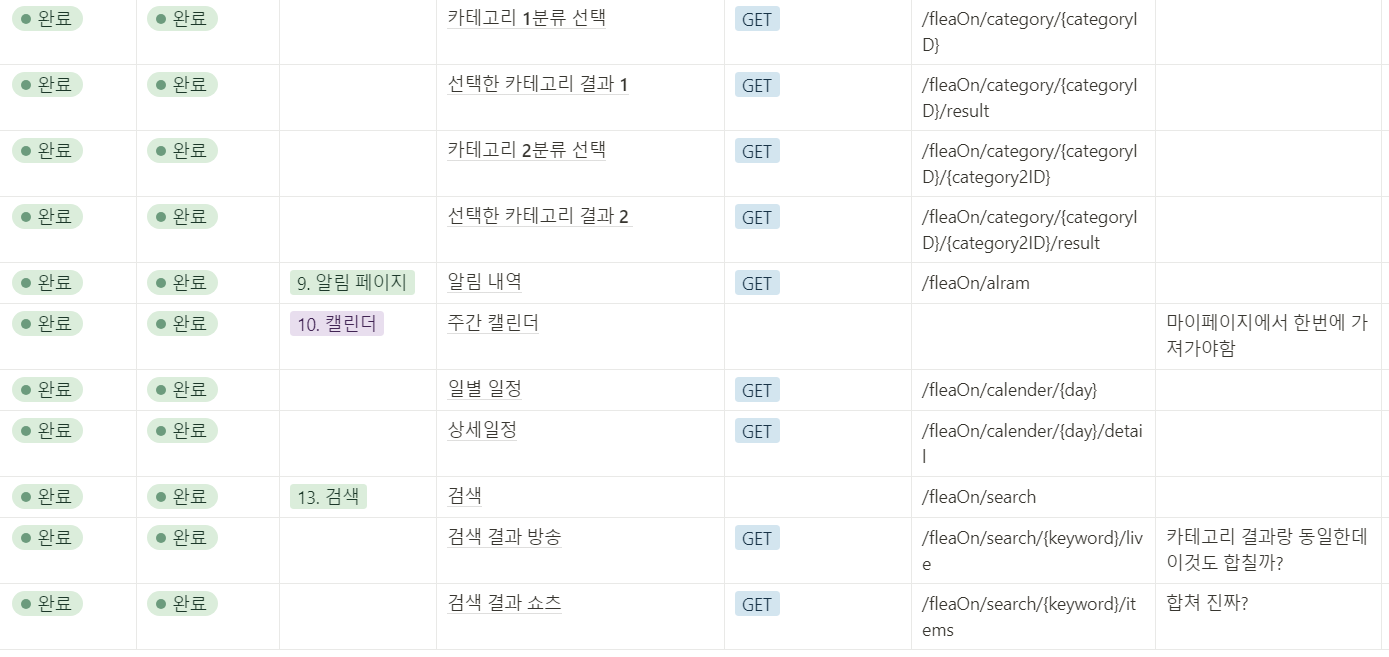 완료 완료 카테고리 1분류 선택 GET /fleaOn/category/{categoryI
D}
완료 완료 선택한 카테고리 결과 1 GET /fleaOn/category/{categoryI
D}/result
완료 완료 카테고리 2분류 선택 GET /fleaOn/category/{categoryI
D}/{category2ID}
완료 완료 선택한 카테고리 결과 2 GET /fleaOn/category/{categoryI
D}/{category2ID}/result
완료 완료 9. 알림 페이지 알림 내역 GET /fleaOn/alram
완료 완료 10. 캘린더 주간 캘린더 마이페이지에서 한번에 가
져가야함
완료 완료 일별 일정 GET /fleaOn/calender/{day}
완료 완료 상세일정 GET /fleaOn/calender/{day}/detai
l
완료 완료 13. 검색 검색 /fleaOn/search
완료 완료 검색 결과 방송 GET /fleaOn/search/{keyword}/liv 카테고리 결과랑 동일한데
e 이것도 합칠까?
완료 완료 검색 결과 쇼츠 GET /fleaOn/search/{keyword}/it 합쳐 진짜?
ems